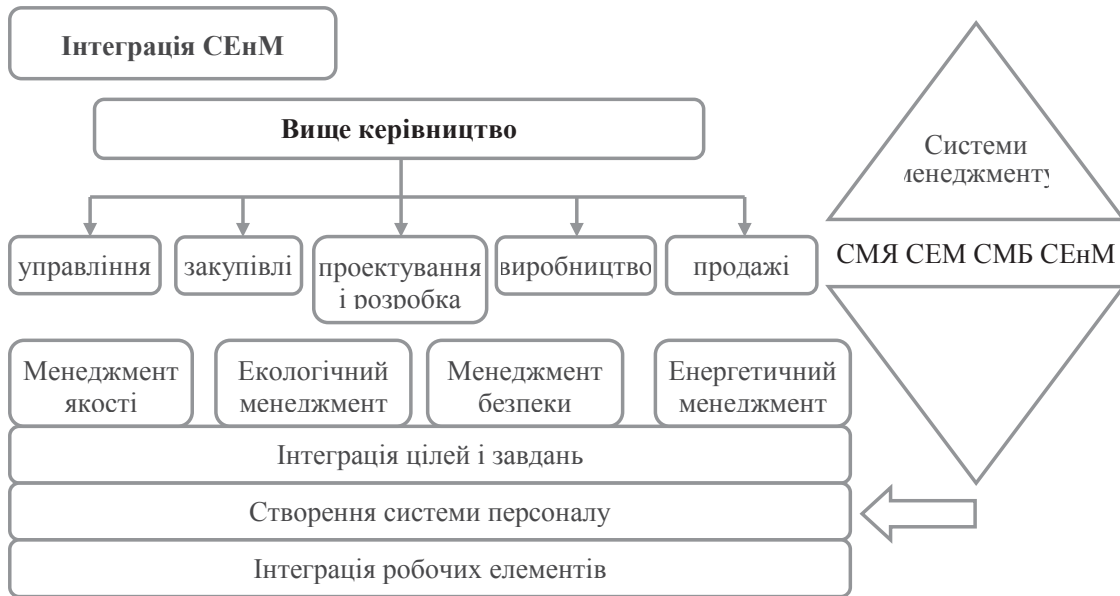 Інтеграція СЕнМ
Вище керівництво
Системи
менеджменту
управління
закупівлі
проектування
і розробка
виробництво
продажі
СМЯ СЕМ СМБ СЕнМ
Менеджмент
якості
Екологічний
менеджмент
Менеджмент
безпеки
Енергетичний
менеджмент
Інтеграція цілей і завдань
Створення системи персоналу
Інтеграція робочих елементів